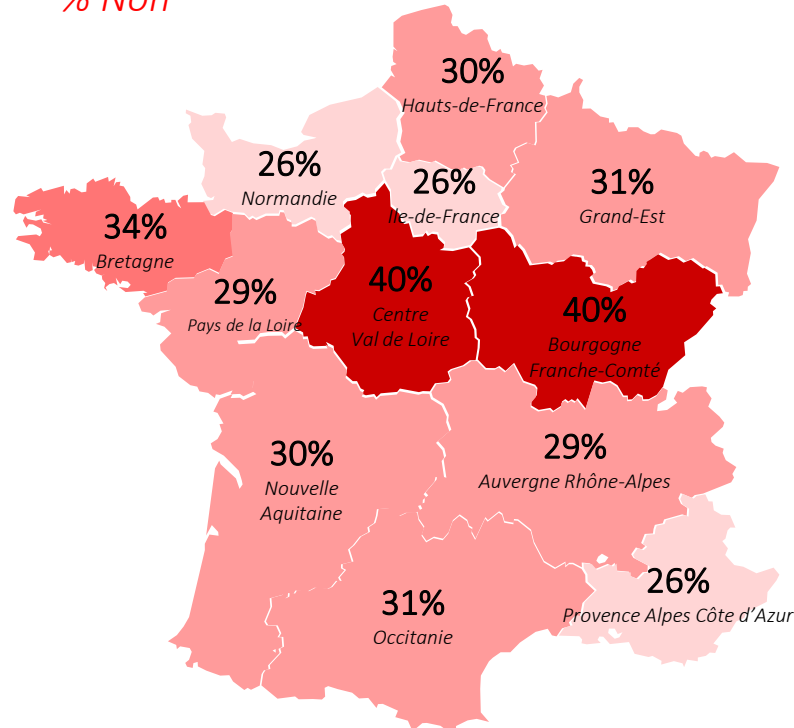 % Non
30%
Hauts-de-France
26%
Normandie
26%
Ile-de-France
31%
Grand-Est
34%
Bretagne
29%
Pays de la Loire
40%
Centre
Val de Loire
40%
Bourgogne
Franche-Comté
30%
Nouvelle
Aquitaine
29%
Auvergne Rhône-Alpes
31%
Occitanie
26%
Provence Alpes Côte d’Azur